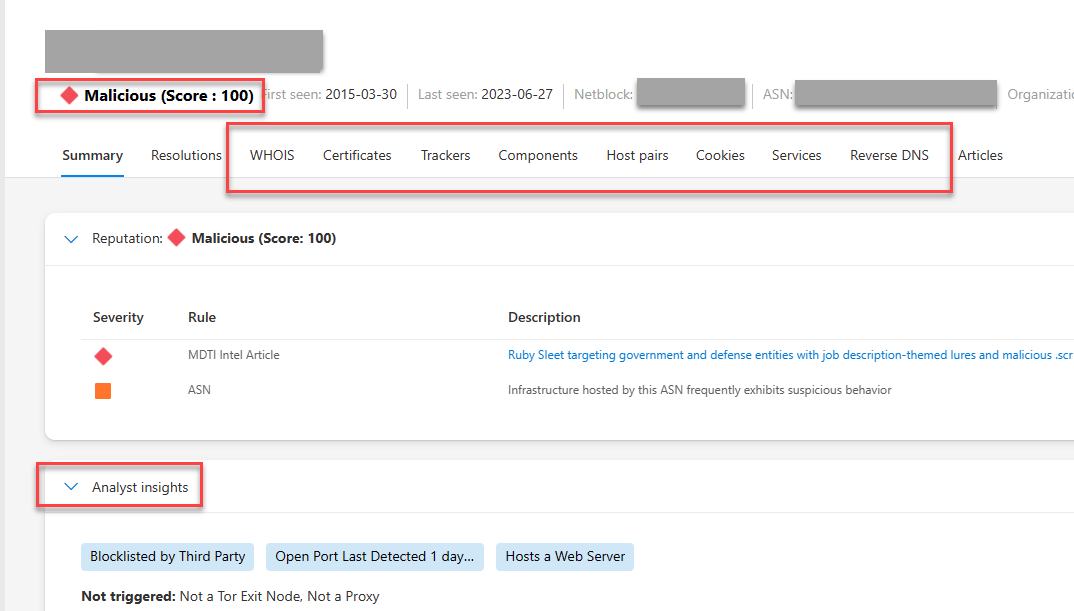 Malicious (Score : 100) First seen: 2015-03-30 Last seen: 2023-06-27 Netblock: ASN: Organizatio
Summary Resolutions WHOIS Certificates Trackers Components Host pairs Cookies Services Reverse DNS Articles
Reputation: Malicious (Score: 100)
Severity Rule Description
MDTI Intel Article Ruby Sleet targeting government and defense entities with job description-themed lures and malicious .scr
ASN Infrastructure hosted by this ASN frequently exhibits suspicious behavior
Analyst insights
Blocklisted by Third Party Open Port Last Detected 1 day... Hosts a Web Server
Not triggered: Not a Tor Exit Node, Not a Proxy